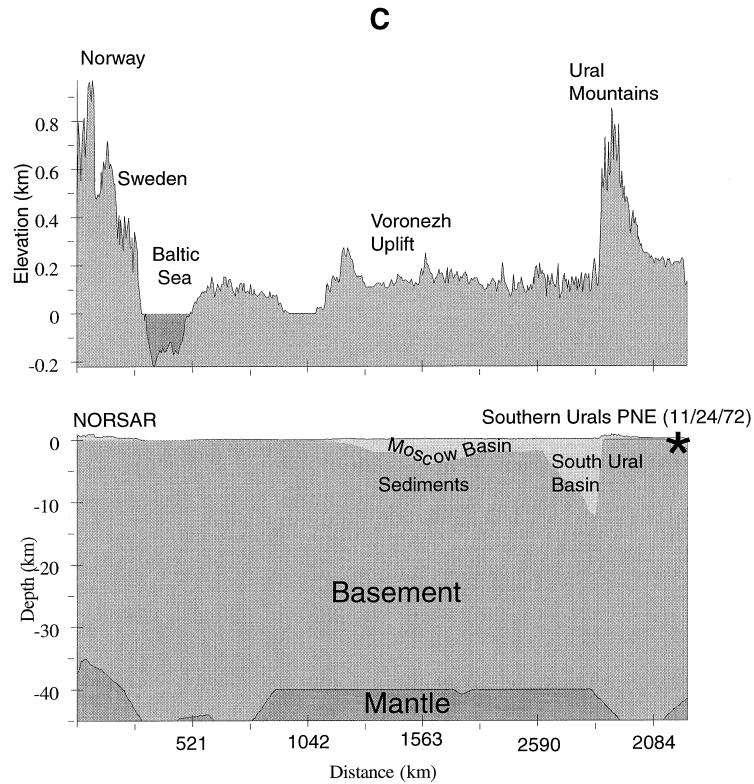 C
Norway
Ural
Mountains
0.8
0.6
Sweden
0.4
Voronezh
Uplift
Baltic
Sea
0.2
0
-0.2
Elevation (km)
NORSAR
Southern Urals PNE (11/24/72)
0
Moscow Basin
Sediments
South Ural
Basin
-10
-20
Basement
-30
-40
Mantle
Depth (km)
521
1042
1563
2590
2084
Distance (km)